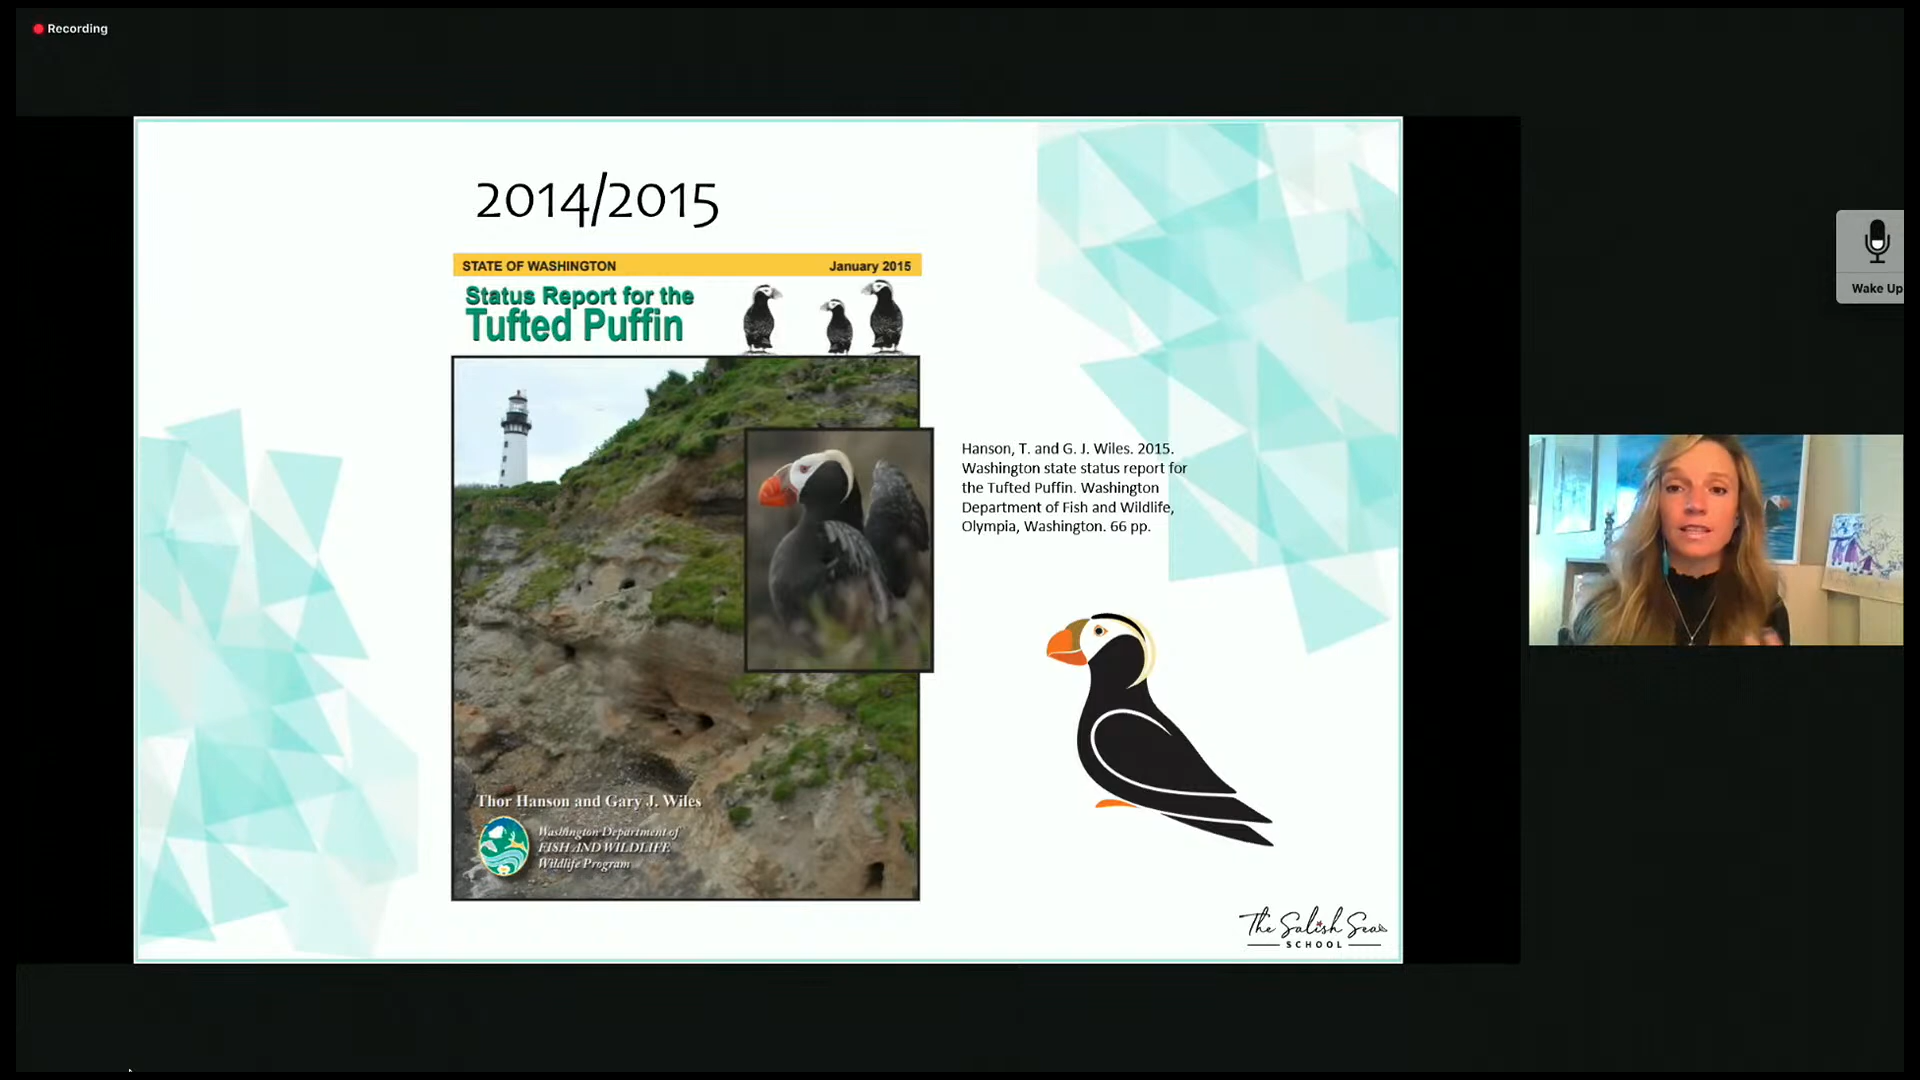 Recording
2014/2015
STATE OF WASHINGTON January 2015
Status Report for the
Tufted Puffin
Hanson, T. and G. J. Wiles. 2015.
Washington state status report for
the Tufted Puffin. Washington
Department of Fish and Wildlife,
Olympia, Washington. 66 pp.
Thor Hanson and Gary J. Wiles
Washington Department of
FISH AND WILDLIFE
Wildlife Program
The Salish Sea
SCHOOL
Wake Up